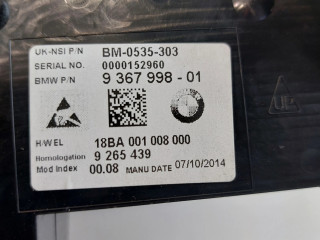 UK-NSI P/N BM-0535-303
SERIAL NO. 0000152960
BMW P/N 9 367 998 - 01
H-W EL 18BA 001 008 000
Homologation 9 265 439
Mod Index 00.08 MANU DATE 07/10/2014